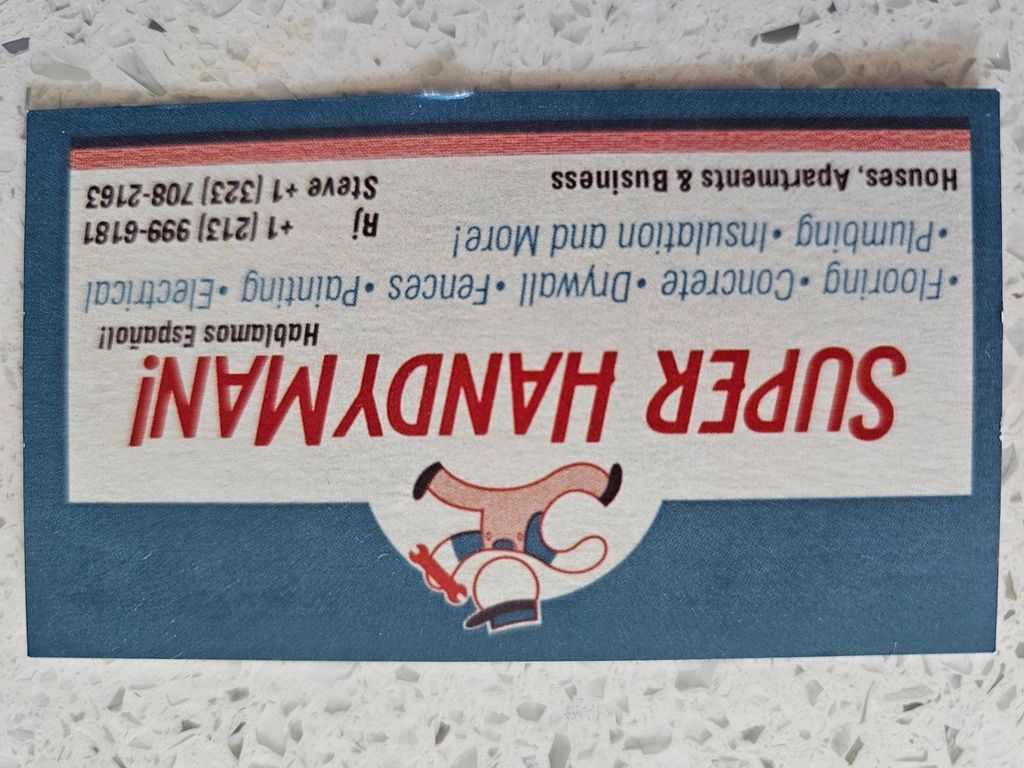 SUPER HANDYMAN!
Hablamos Español!
•Flooring •Concrete •Drywall •Fences •Painting •Electrical
•Plumbing •Insulation and More!
Rj +1 (213) 999-6181
Houses, Apartments & Business
Steve +1 (323) 708-2163